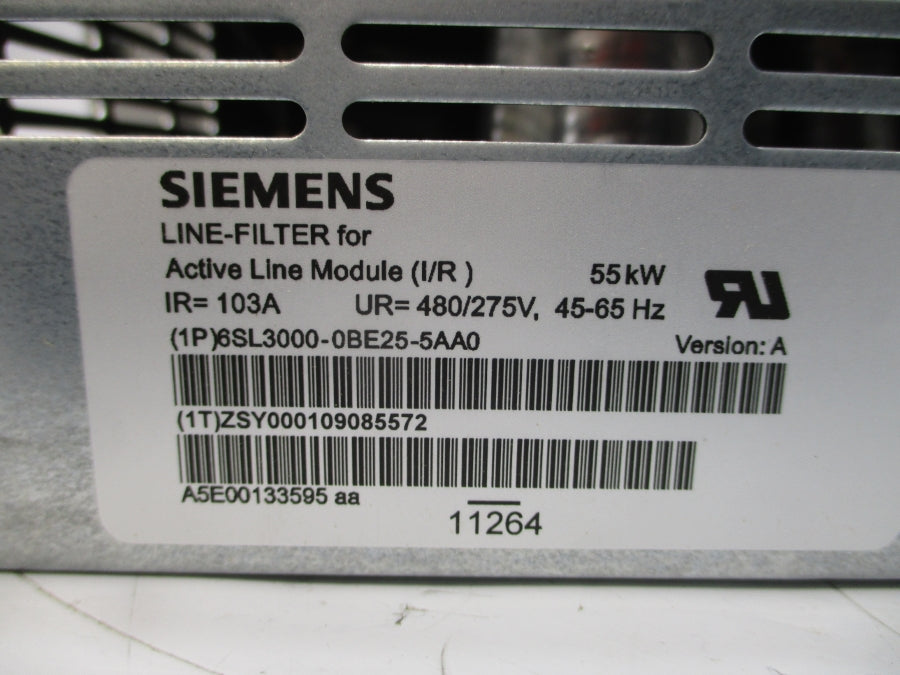 SIEMENS
LINE-FILTER for
Active Line Module (I/R ) 55 kW
IR= 103A UR= 480/275V, 45-65 Hz
(1P)6SL3000-0BE25-5AA0 Version: A
(1T)ZSY000109085572
A5E00133595 aa
11264